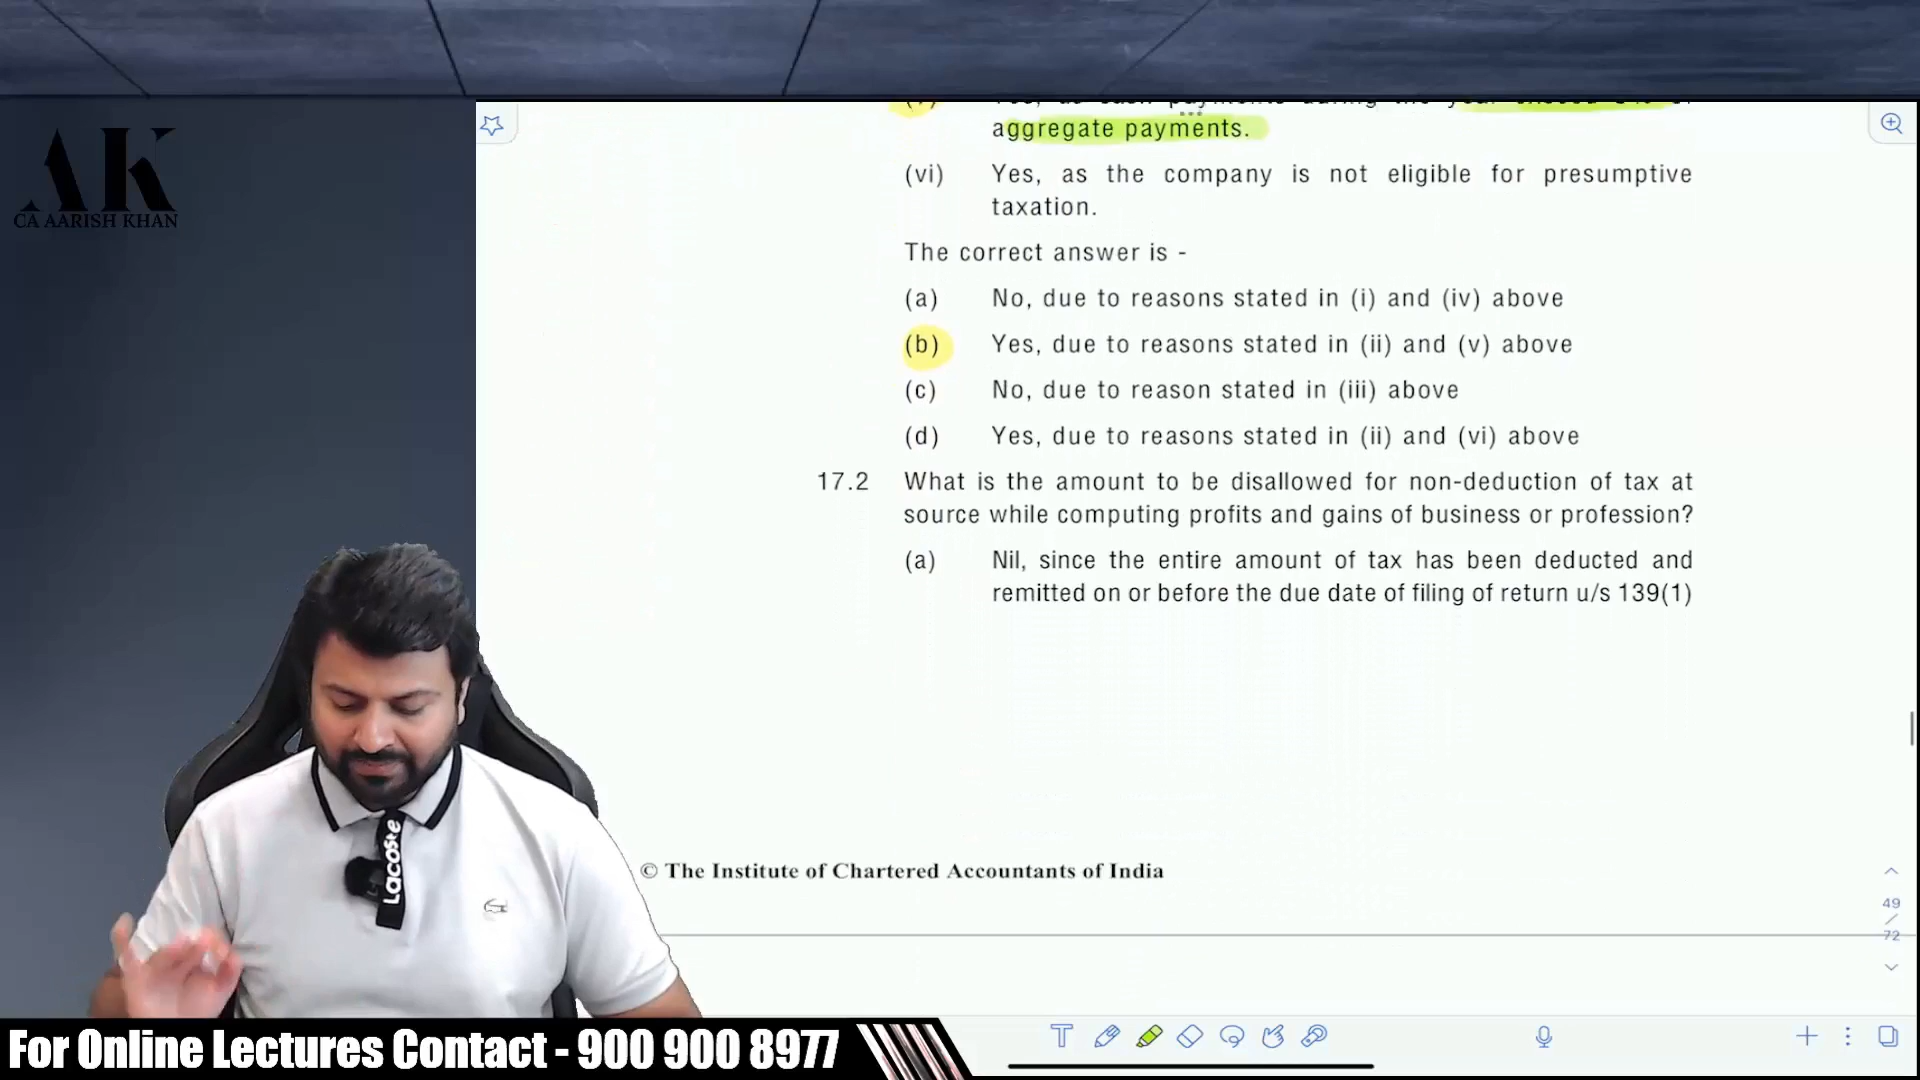 aggregate payments.
(vi) Yes, as the company is not eligible for presumptive
taxation.
The correct answer is -
(a) No, due to reasons stated in (i) and (iv) above
(b) Yes, due to reasons stated in (ii) and (v) above
(c) No, due to reason stated in (iii) above
(d) Yes, due to reasons stated in (ii) and (vi) above
17.2 What is the amount to be disallowed for non-deduction of tax at
source while computing profits and gains of business or profession?
(a) Nil, since the entire amount of tax has been deducted and
remitted on or before the due date of filing of return u/s 139(1)
© The Institute of Chartered Accountants of India
49
/
72
AK
CA AARISH KHAN
Lacoste
For Online Lectures Contact - 900 900 8977